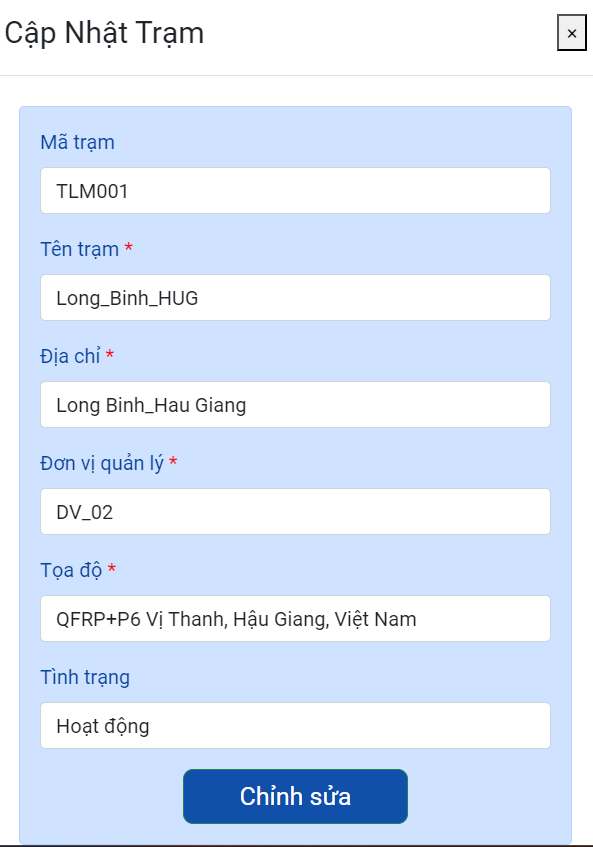 Cập Nhật Trạm
×
Mã trạm
TLM001
Tên trạm *
Long_Binh_HUG
Địa chỉ *
Long Binh_Hau Giang
Đơn vị quản lý *
DV_02
Tọa độ *
QFRP+P6 Vị Thanh, Hậu Giang, Việt Nam
Tình trạng
Hoạt động
Chỉnh sửa